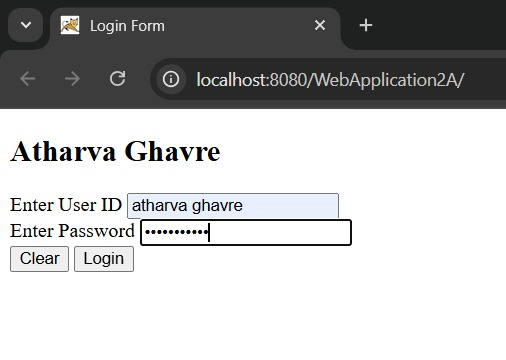 Login Form
localhost:8080/WebApplication2A/
Atharva Ghavre
Enter User ID atharva ghavre
Enter Password •••••••••••
Clear Login